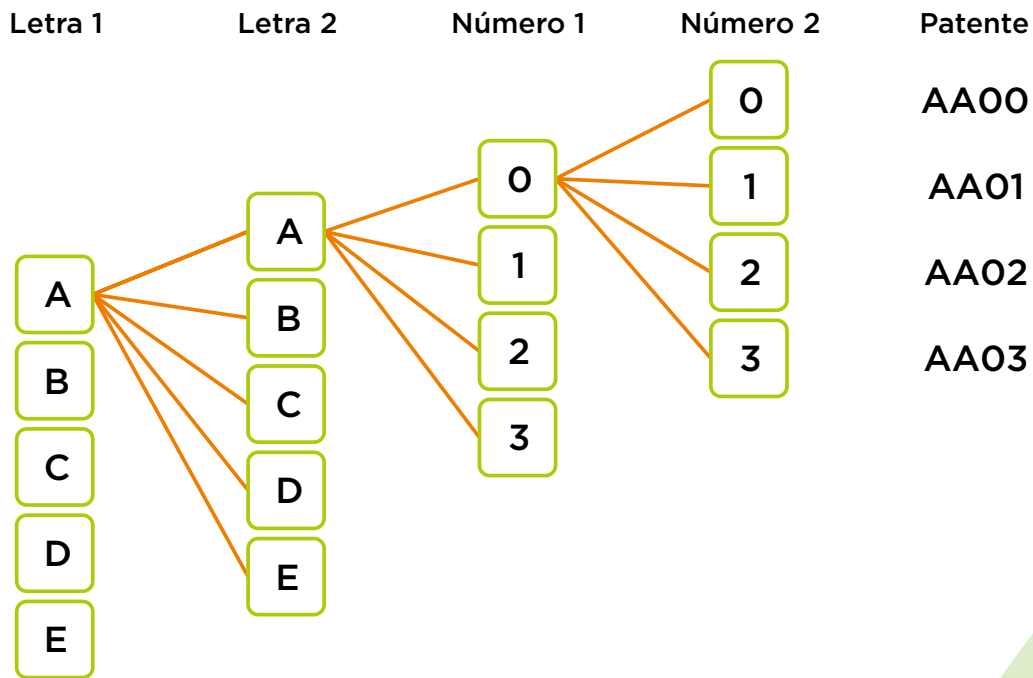 Letra 1 Letra 2 Número 1 Número 2 Patente
0 AA00
0
1 AA01
A
1
2 AA02
A
B
2
3 AA03
B
C
3
C
D
D
E
E